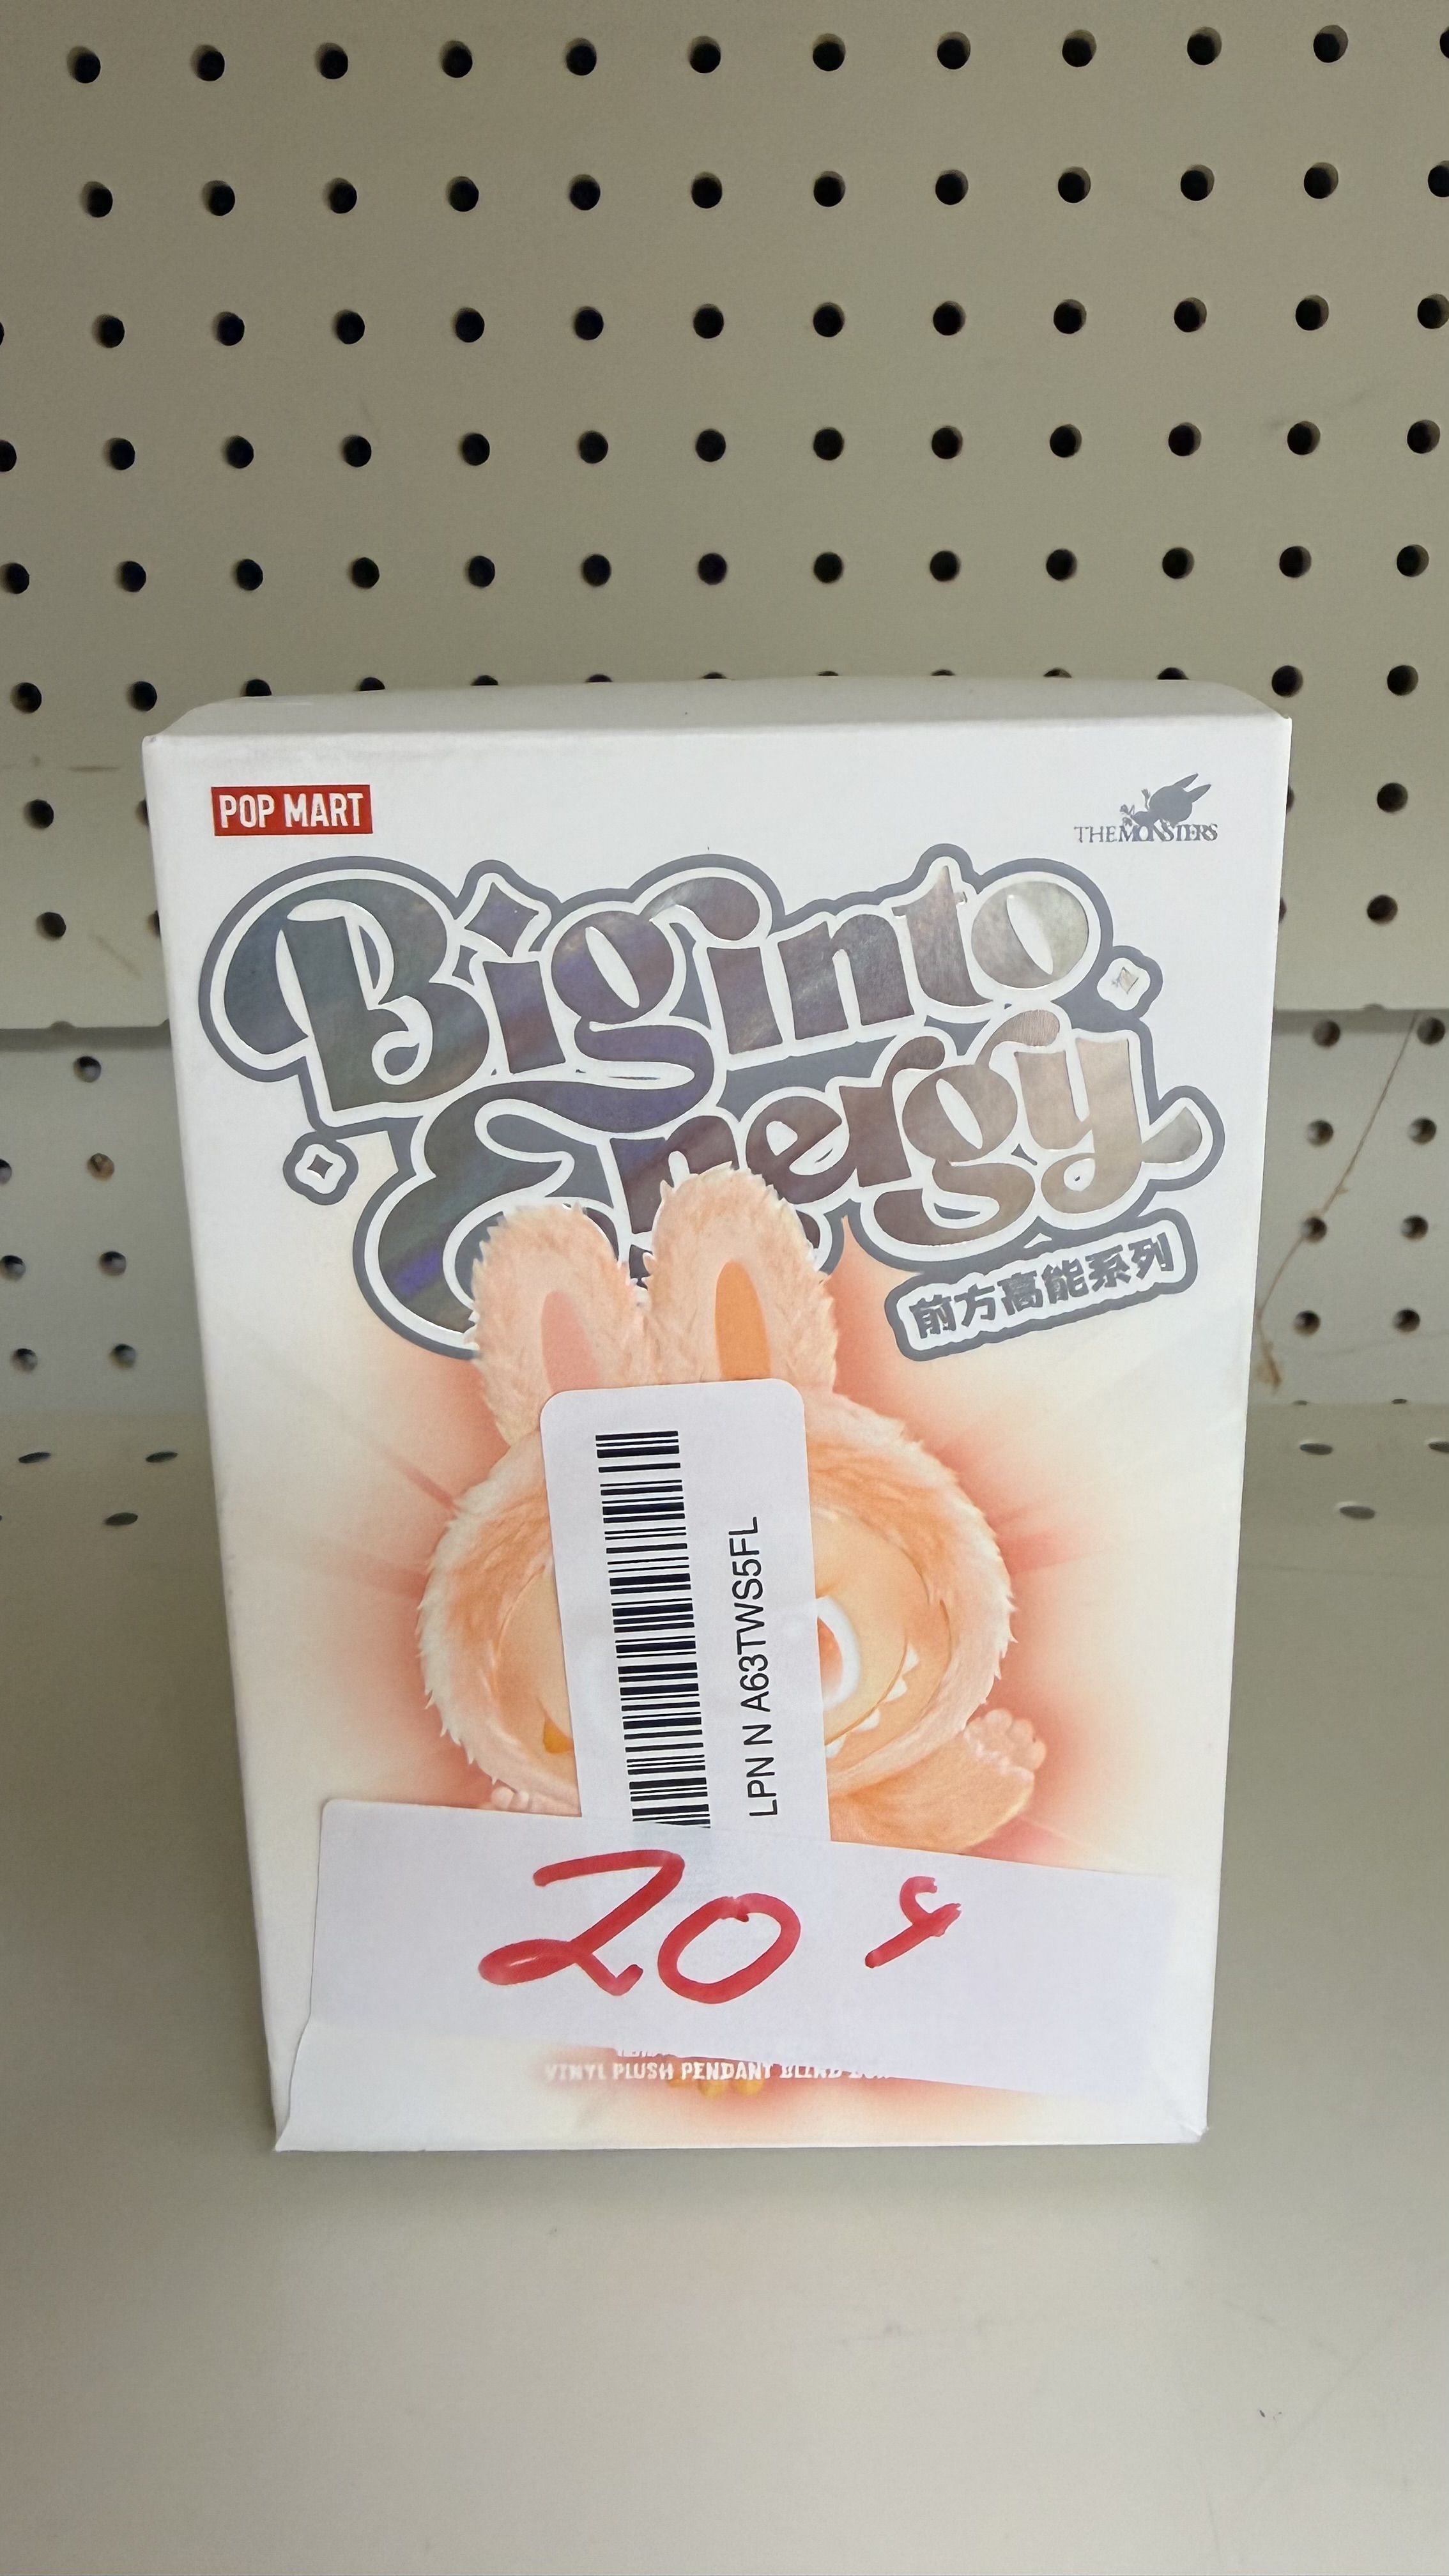 POP MART
THE MONSTERS
Big into
Energy
前方高能系列
LPN N A63TWS5FL
20 $
VINYL PLUSH PENDANT BLIND